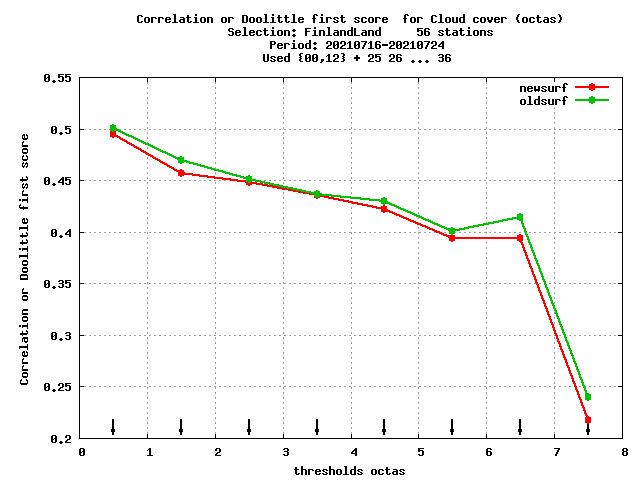 Correlation or Doolittle first score  for Cloud cover (octas)
Selection: FinlandLand     56 stations
Period: 20210716-20210724
Used {00,12} + 25 26 ... 36
newsurf
oldsurf
0.55
0.5
0.45
0.4
0.35
0.3
0.25
0.2
Correlation or Doolittle first score
0 1 2 3 4 5 6 7 8
thresholds octas